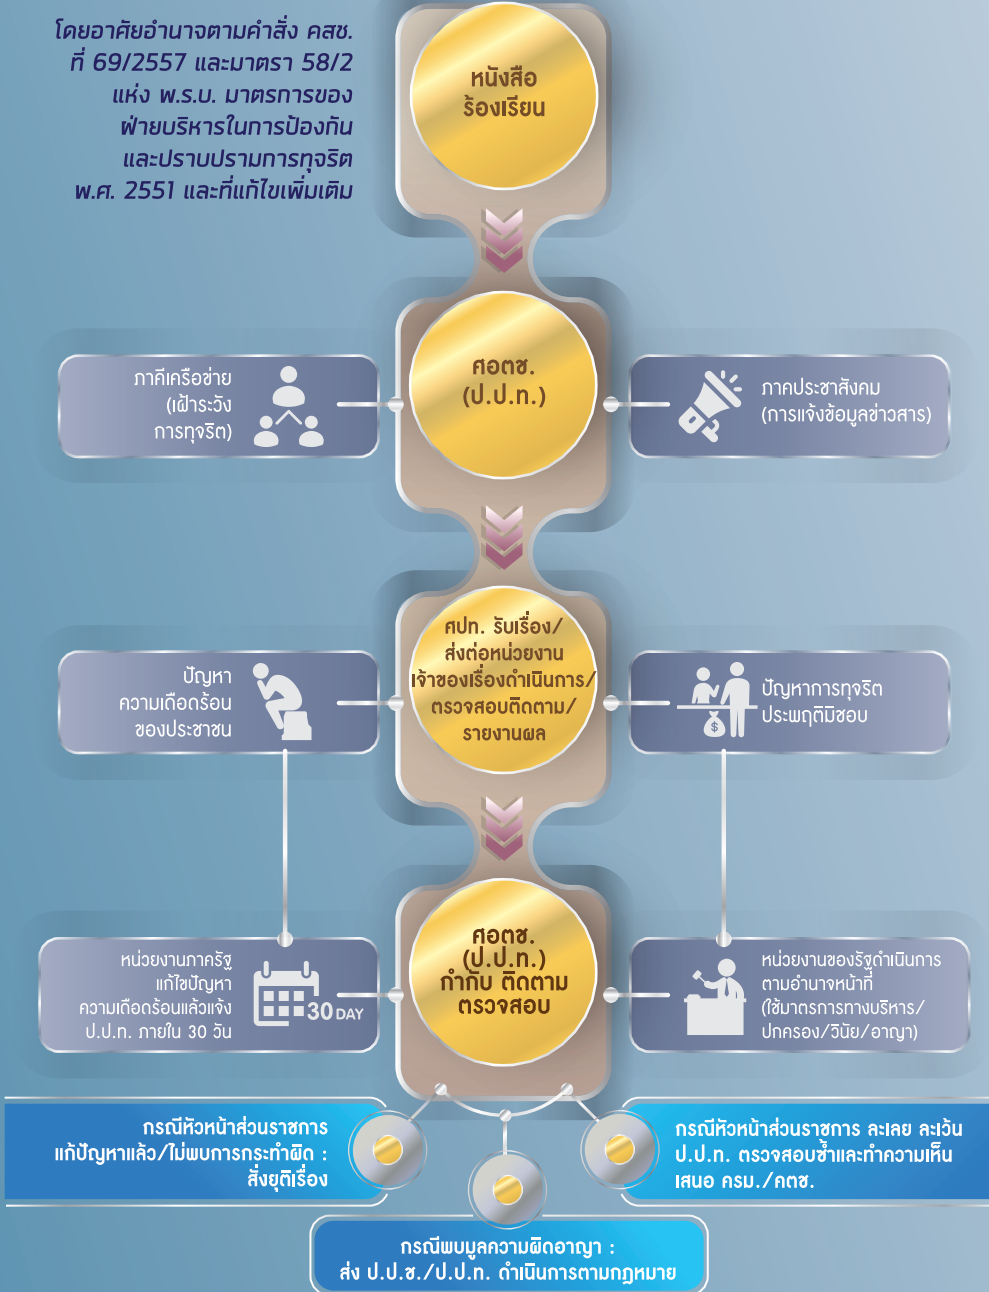 โดยอาศัยอำนาจตามคำสั่ง คสช.
ที่ 69/2557 และมาตรา 58/2
แห่ง พ.ร.บ. มาตรการของ
ฝ่ายบริหารในการป้องกัน
และปราบปรามการทุจริต
พ.ศ. 2551 และที่แก้ไขเพิ่มเติม
หนังสือ
ร้องเรียน
ภาคีเครือข่าย
(เฝ้าระวัง
การทุจริต)
ศอตช.
(ป.ป.ท.)
ภาคประชาสังคม
(การแจ้งข้อมูลข่าวสาร)
ปัญหา
ความเดือดร้อน
ของประชาชน
ศปท. รับเรื่อง/
ส่งต่อหน่วยงาน
เจ้าของเรื่องดำเนินการ/
ตรวจสอบติดตาม/
รายงานผล
ปัญหาการทุจริต
ประพฤติมิชอบ
$
หน่วยงานภาครัฐ
แก้ไขปัญหา
ความเดือดร้อนแล้วแจ้ง
ป.ป.ท. ภายใน 30 วัน
30 DAY
ศอตช.
(ป.ป.ท.)
กำกับ ติดตาม
ตรวจสอบ
หน่วยงานของรัฐดำเนินการ
ตามอำนาจหน้าที่
(ใช้มาตรการทางบริหาร/
ปกครอง/วินัย/อาญา)
กรณีหัวหน้าส่วนราชการ
แก้ปัญหาแล้ว/ไม่พบการกระทำผิด :
สั่งยุติเรื่อง
กรณีหัวหน้าส่วนราชการ ละเลย ละเว้น
ป.ป.ท. ตรวจสอบซ้ำและทำความเห็น
เสนอ ครม./คตช.
กรณีพบมูลความผิดอาญา :
ส่ง ป.ป.ช./ป.ป.ท. ดำเนินการตามกฎหมาย